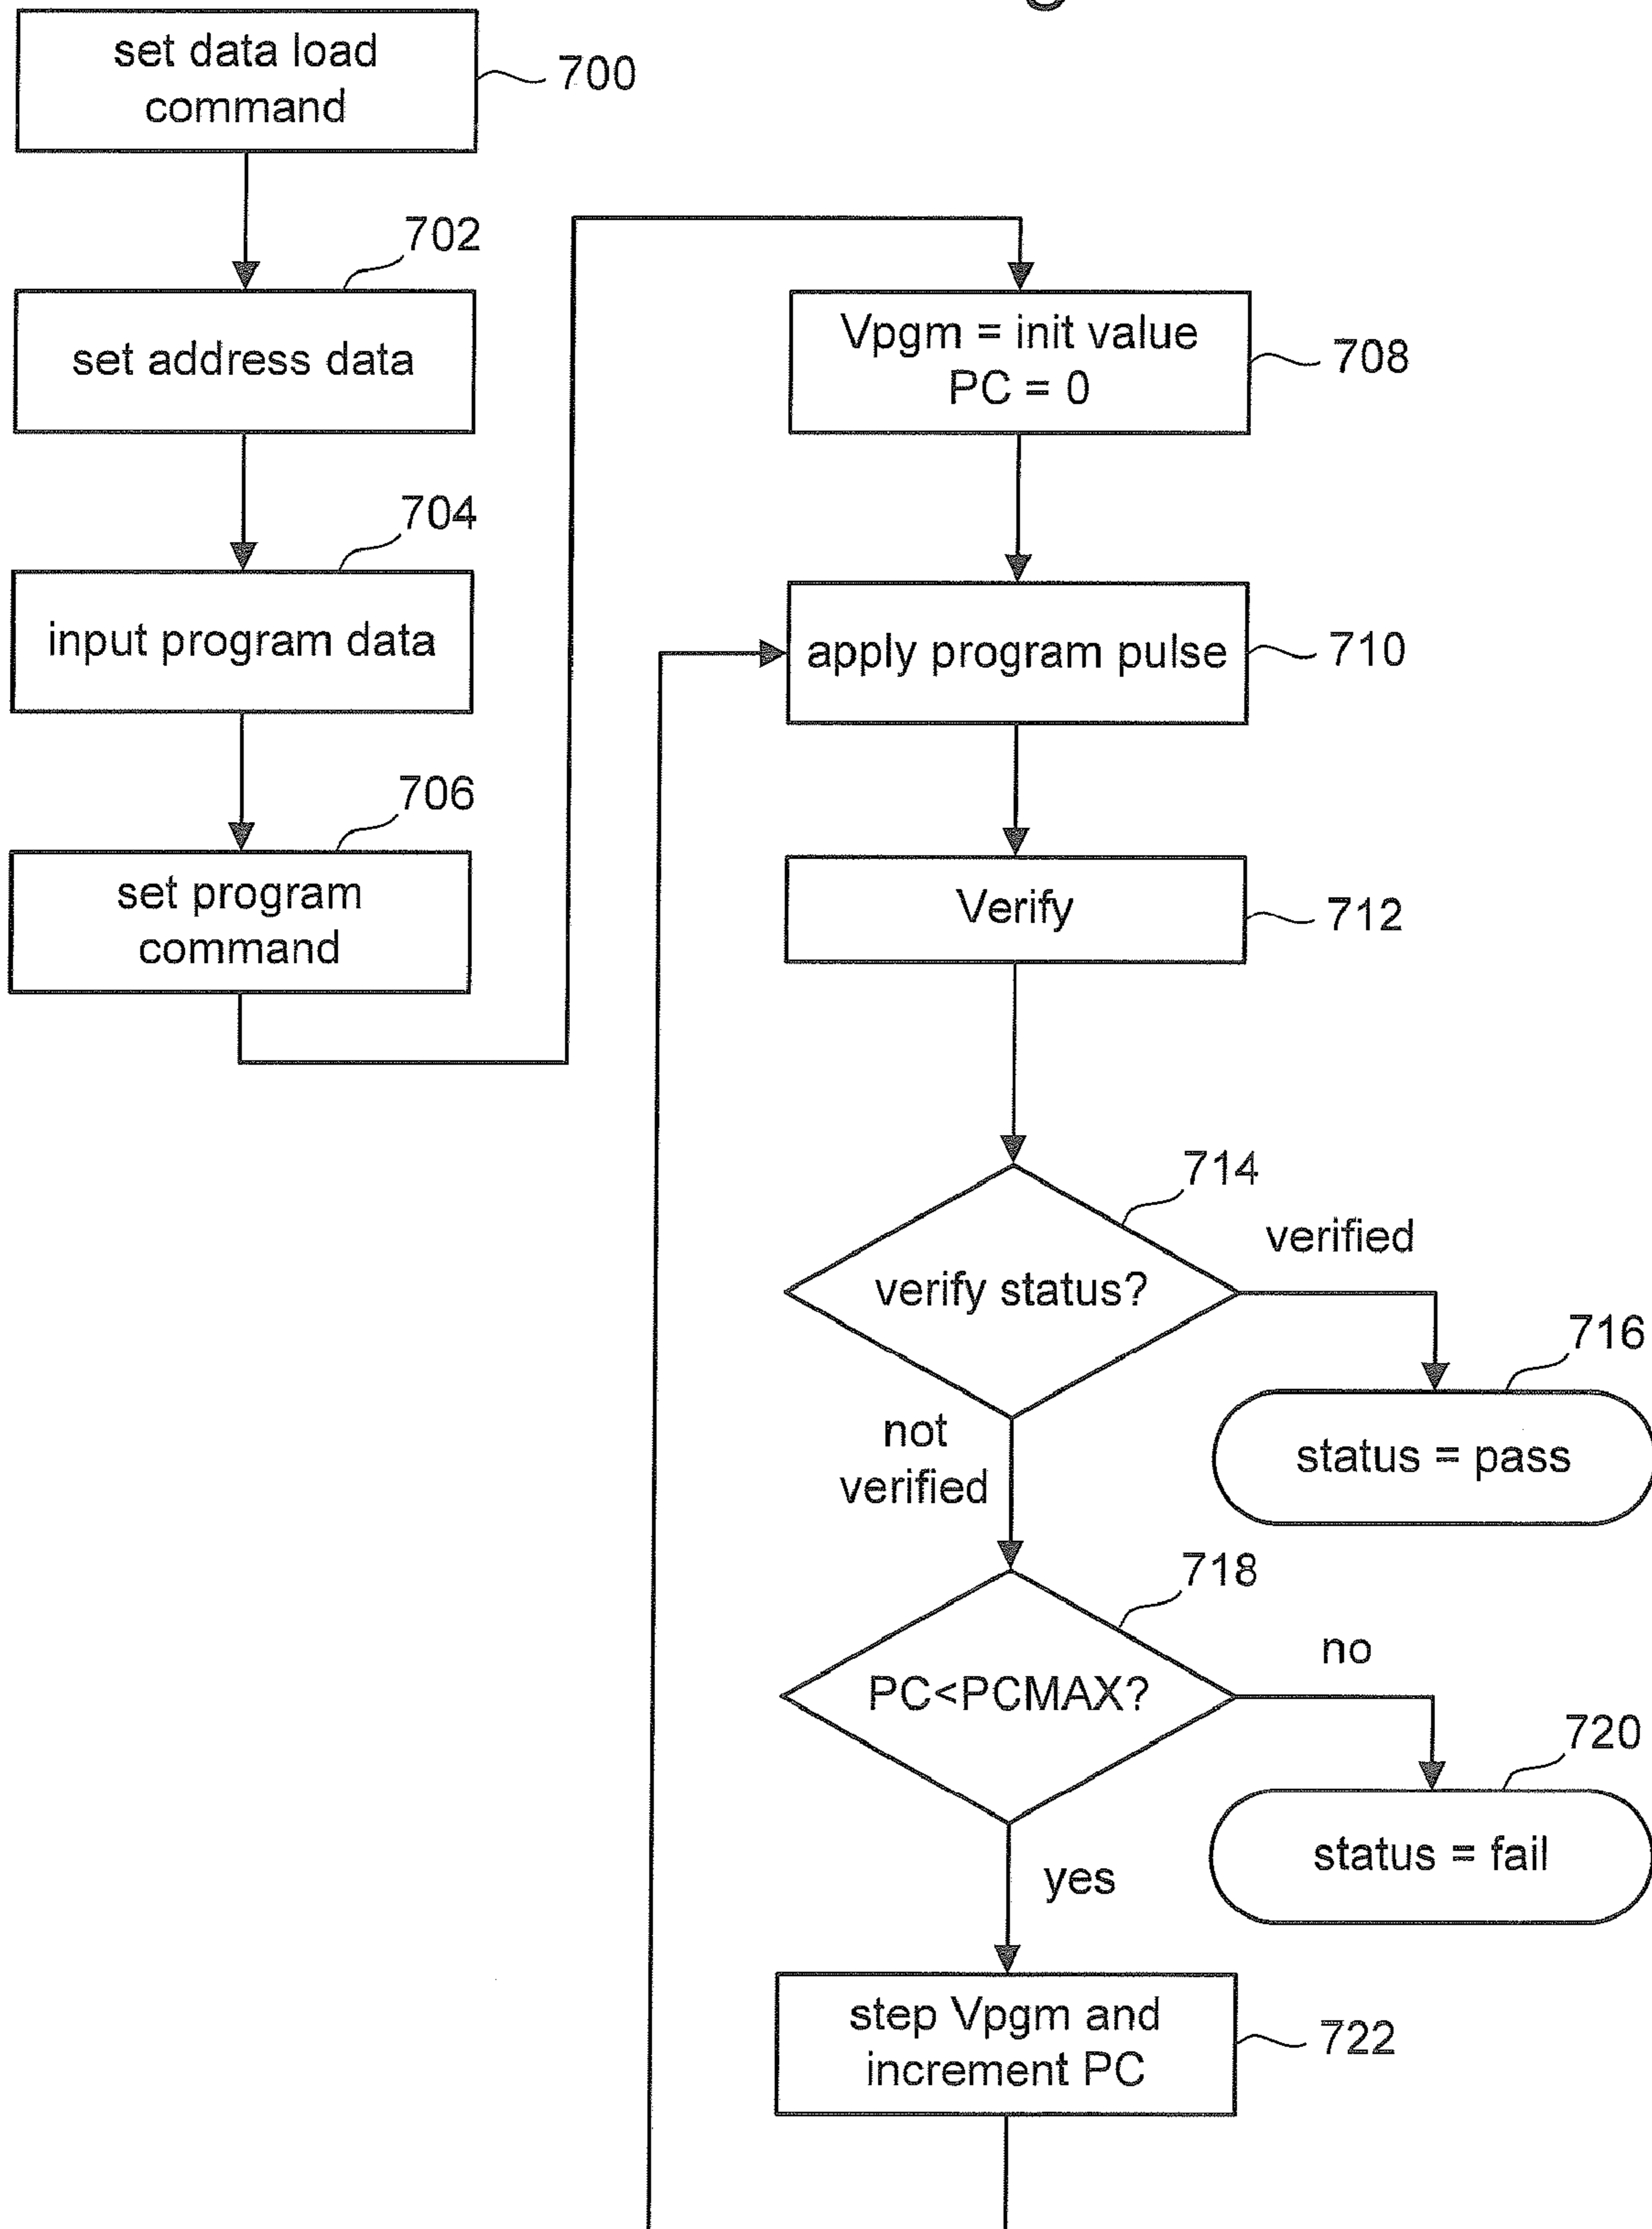 set data load
command
700
702
set address data
704
input program data
706
set program
command
Vpgm = init value
PC = 0
708
apply program pulse
710
Verify
712
714
verify status?
verified
716
status = pass
not
verified
718
PC<PCMAX?
no
720
status = fail
yes
step Vpgm and
increment PC
722